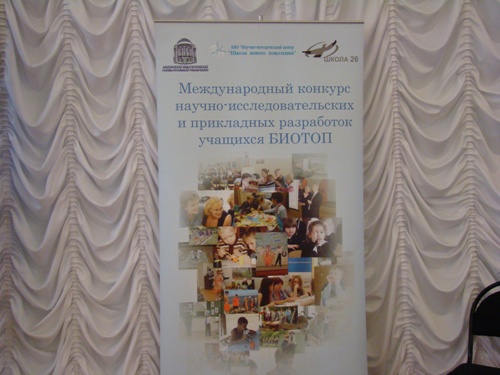 ШКОЛА 26
Международный конкурс
научно-исследовательских
и прикладных разработок
учащихся БИОТОП